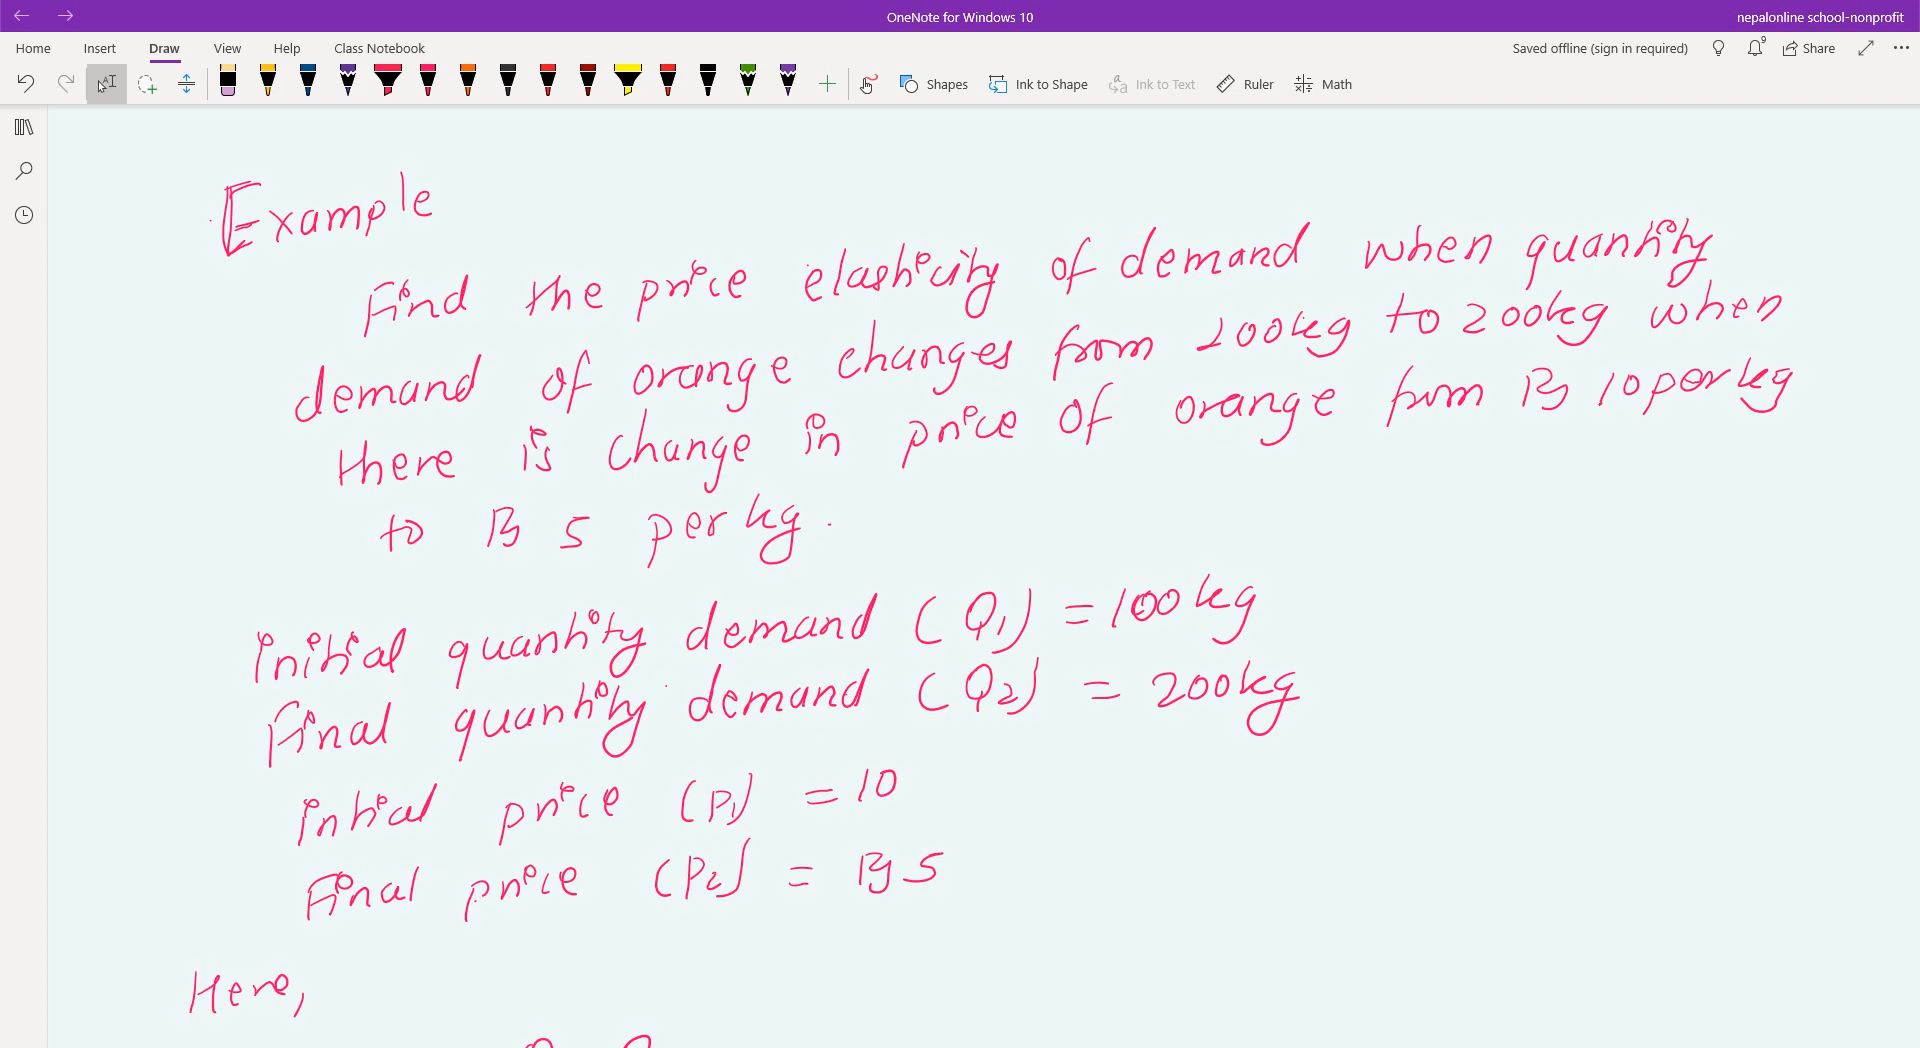 OneNote for Windows 10
nepalonline school-nonprofit
Home Insert Draw View Help Class Notebook
Saved offline (sign in required) 9 Share
Shapes Ink to Shape Ink to Text Ruler Math
Example
Find the price elasticity of demand when quantity
demand of orange changes from 100kg to 200kg when
there is change in price of orange from Rs 10 per kg
to Rs 5 per kg.
initial quantity demand (Q1) = 100kg
Final quantity demand (Q2) = 200kg
intial price (P1) = 10
Final price (P2) = Rs 5
Here,